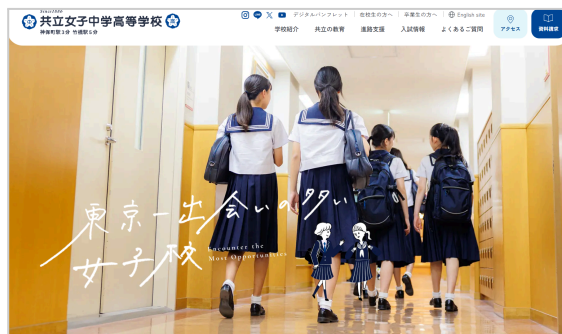 Since1886
共立女子中学高等学校
神保町駅3分 竹橋駅5分
デジタルパンフレット 在校生の方へ 卒業生の方へ English site
学校紹介 共立の教育 進路支援 入試情報 よくあるご質問
アクセス
資料請求
東京一出会いの多い
女子校
Encounter the
Most Opportunities